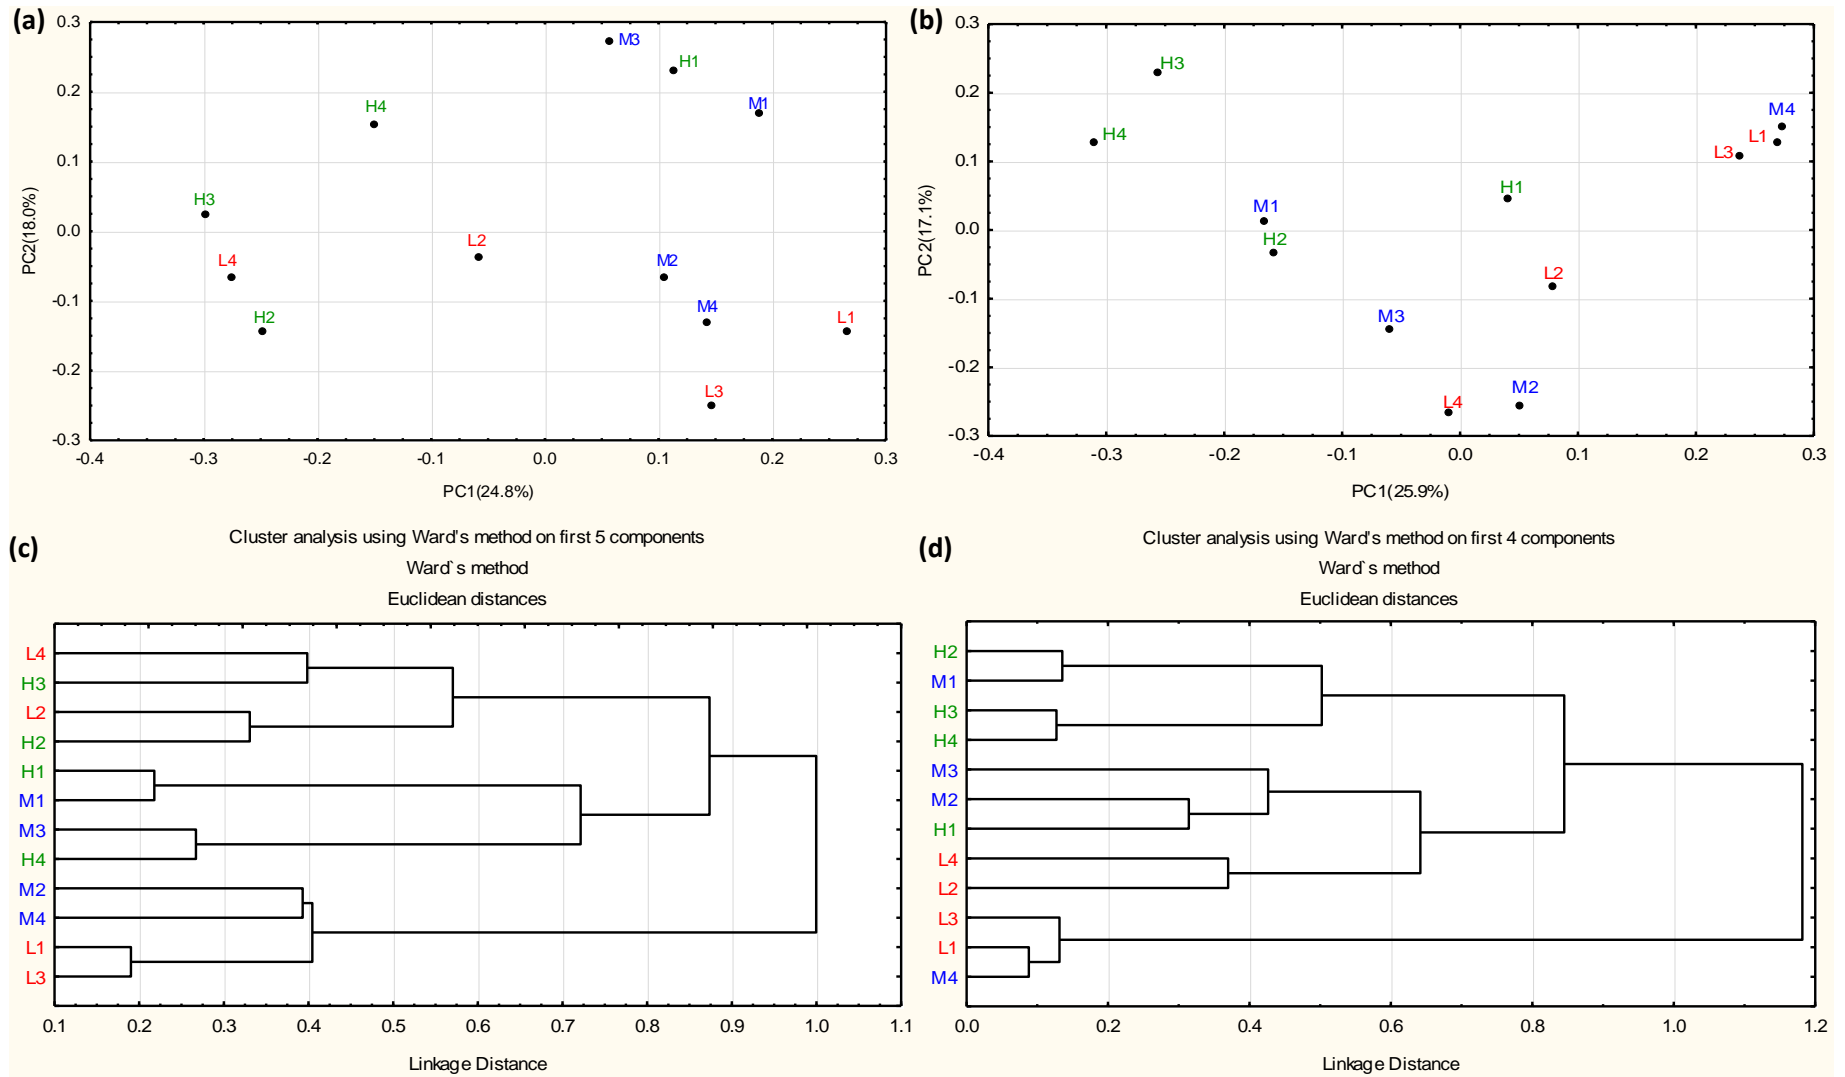 (a)
0.3
0.2
0.1
0.0
-0.1
-0.2
-0.3
PC2(18.0%)
M3
H1
M1
H4
H3
L4
H2
L2
M2
M4
L1
L3
-0.4 -0.3 -0.2 -0.1 0.0 0.1 0.2 0.3
PC1(24.8%)
(b)
0.3
0.2
0.1
0.0
-0.1
-0.2
-0.3
PC2(17.1%)
H3
H4
M4
L1
L3
H1
M1
H2
L2
M3
M2
L4
-0.4 -0.3 -0.2 -0.1 0.0 0.1 0.2 0.3
PC1(25.9%)
(c)
Cluster analysis using Ward's method on first 5 components
Ward`s method
Euclidean distances
L4
H3
L2
H2
H1
M1
M3
H4
M2
M4
L1
L3
0.1 0.2 0.3 0.4 0.5 0.6 0.7 0.8 0.9 1.0 1.1
Linkage Distance
(d)
Cluster analysis using Ward's method on first 4 components
Ward`s method
Euclidean distances
H2
M1
H3
H4
M3
M2
H1
L4
L2
L3
L1
M4
0.0 0.2 0.4 0.6 0.8 1.0 1.2
Linkage Distance